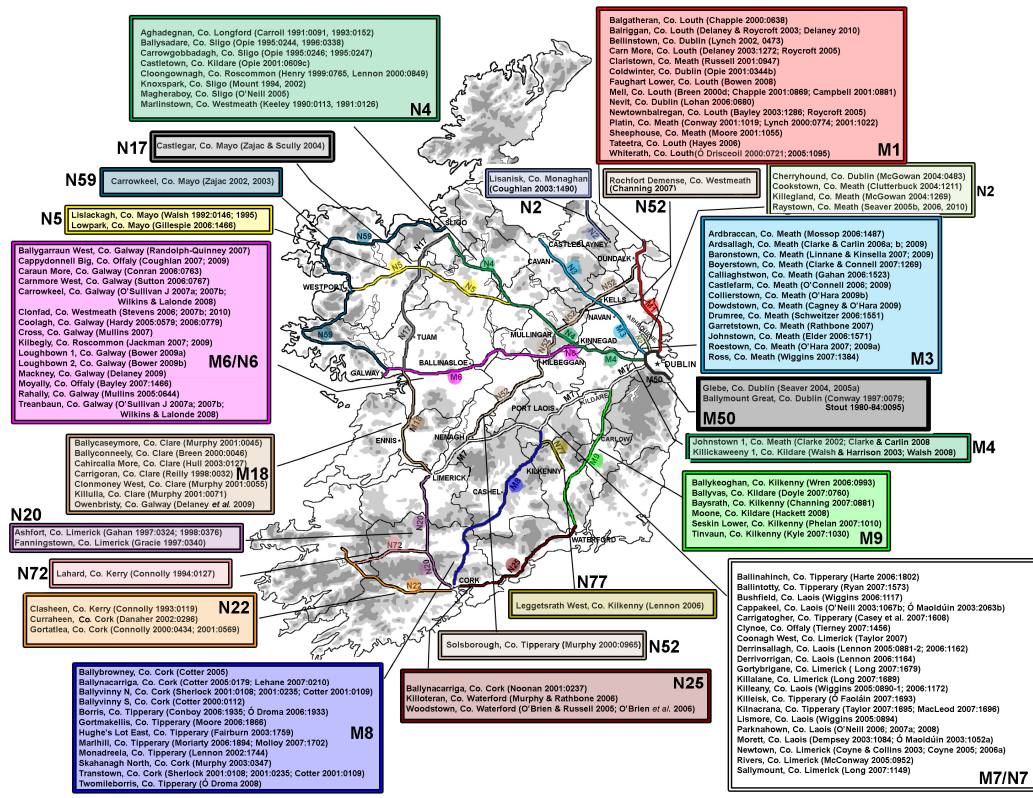 Aghadegnan, Co. Longford (Carroll 1991:0091, 1993:0152)
Ballysadare, Co. Sligo (Opie 1995:0244, 1996:0338)
Carrowgobbadagh, Co. Sligo (Opie 1995:0246; 1995:0247)
Castletown, Co. Kildare (Opie 2001:0609c)
Cloongownagh, Co. Roscommon (Henry 1999:0765, Lennon 2000:0849)
Knoxspark, Co. Sligo (Mount 1994, 2002)
Magheraboy, Co. Sligo (O'Neill 2005)
Marlinstown, Co. Westmeath (Keeley 1990:0113, 1991:0126)
N4
Balgatheran, Co. Louth (Chapple 2000:0638)
Balriggan, Co. Louth (Delaney & Roycroft 2003; Delaney 2010)
Bellinstown, Co. Dublin (Lynch 2002, 0473)
Carn More, Co. Louth (Delaney 2003:1272; Roycroft 2005)
Claristown, Co. Meath (Russell 2001:0947)
Coldwinter, Co. Dublin (Opie 2001:0344b)
Faughart Lower, Co. Louth (Bowen 2008)
Mell, Co. Louth (Breen 2000d; Chapple 2001:0869; Campbell 2001:0881)
Nevit, Co. Dublin (Lohan 2006:0680)
Newtownbalregan, Co. Louth (Bayley 2003:1286; Roycroft 2005)
Platin, Co. Meath (Conway 2001:1019; Lynch 2000:0774; 2001:1022)
Sheephouse, Co. Meath (Moore 2001:1055)
Tateetra, Co. Louth (Hayes 2006)
Whiterath, Co. Louth(Ó Drisceoil 2000:0721; 2005:1095)
M1
N17
Castlegar, Co. Mayo (Zajac & Scully 2004)
N59
Carrowkeel, Co. Mayo (Zajac 2002, 2003)
Lisanisk, Co. Monaghan
(Coughlan 2003:1490)
N2
Rochfort Demense, Co. Westmeath
(Channing 2007)
N52
Cherryhound, Co. Dublin (McGowan 2004:0483)
Cookstown, Co. Meath (Clutterbuck 2004:1211)
Killegland, Co. Meath (McGowan 2004:1269)
Raystown, Co. Meath (Seaver 2005b, 2006, 2010)
N2
N5
Lislackagh, Co. Mayo (Walsh 1992:0146; 1995)
Lowpark, Co. Mayo (Gillespie 2006:1466)
Ballygarraun West, Co. Galway (Randolph-Quinney 2007)
Cappydonnell Big, Co. Offaly (Coughlan 2007; 2009)
Caraun More, Co. Galway (Conran 2006:0763)
Carnmore West, Co. Galway (Sutton 2006:0767)
Carrowkeel, Co. Galway (O'Sullivan J 2007a; 2007b;
Wilkins & Lalonde 2008)
Clonfad, Co. Westmeath (Stevens 2006; 2007b; 2010)
Coolagh, Co. Galway (Hardy 2005:0579; 2006:0779)
Cross, Co. Galway (Mullins 2007)
Kilbegly, Co. Roscommon (Jackman 2007; 2009)
Loughbown 1, Co. Galway (Bower 2009a)
Loughbown 2, Co. Galway (Bower 2009b)
Mackney, Co. Galway (Delaney 2009)
Moyally, Co. Offaly (Bayley 2007:1466)
Rahally, Co. Galway (Mullins 2005:0644)
Treanbaun, Co. Galway (O'Sullivan J 2007a; 2007b;
Wilkins & Lalonde 2008)
M6/N6
Ardbraccan, Co. Meath (Mossop 2006:1487)
Ardsallagh, Co. Meath (Clarke & Carlin 2006a; b; 2009)
Baronstown, Co. Meath (Linnane & Kinsella 2007; 2009)
Boyerstown, Co. Meath (Clarke & Connell 2007:1269)
Calliaghstwon, Co. Meath (Gahan 2006:1523)
Castlefarm, Co. Meath (O'Connell 2006; 2009)
Collierstown, Co. Meath (O'Hara 2009b)
Dowdstown, Co. Meath (Cagney & O'Hara 2009)
Drumree, Co. Meath (Schweitzer 2006:1551)
Garretstown, Co. Meath (Rathbone 2007)
Johnstown, Co. Meath (Elder 2006:1571)
Roestown, Co. Meath (O'Hara 2007; 2009a)
Ross, Co. Meath (Wiggins 2007:1384)
M3
SLIGO
N59
N17
CASTLEBLAYNEY
N2
CAVAN
DUNDALK
N5
N4
N3
WESTPORT
N5
N52
KELLS
M1
NAVAN
ASHBOURNE
N52
M3
N17
N59
TUAM
MULLINGAR
N4
KINNEGAD
N2
BALLINASLOE
N52
N6
KILBEGGAN
M4
M7
DUBLIN
M50
GALWAY
M6
N52
PORT LAOIS
M7
KILDARE
M18
ENNIS
NENAGH
M7
N77
CARLOW
M9
KILKENNY
LIMERICK
CASHEL
M8
N20
WATERFORD
N72
N25
N20
N22
CORK
Glebe, Co. Dublin (Seaver 2004, 2005a)
Ballymount Great, Co. Dublin (Conway 1997:0079;
Stout 1980-84:0095)
M50
Johnstown 1, Co. Meath (Clarke 2002; Clarke & Carlin 2008
Killickaweeny 1, Co. Kildare (Walsh & Harrison 2003; Walsh 2008)
M4
Ballycaseymore, Co. Clare (Murphy 2001:0045)
Ballyconneely, Co. Clare (Breen 2000:0046)
Cahircalla More, Co. Clare (Hull 2003:0127)
Carrigoran, Co. Clare (Reilly 1998:0032)
Clonmoney West, Co. Clare (Murphy 2001:0055)
Killulla, Co. Clare (Murphy 2001:0071)
Owenbristy, Co. Galway (Delaney et al. 2009)
M18
Ballykeoghan, Co. Kilkenny (Wren 2006:0993)
Ballyvas, Co. Kildare (Doyle 2007:0760)
Baysrath, Co. Kilkenny (Channing 2007:0881)
Moone, Co. Kildare (Hackett 2008)
Seskin Lower, Co. Kilkenny (Phelan 2007:1010)
Tinvaun, Co. Kilkenny (Kyle 2007:1030)
M9
N20
Ashfort, Co. Limerick (Gahan 1997:0324; 1998:0376)
Fanningstown, Co. Limerick (Gracie 1997:0340)
N72
Lahard, Co. Kerry (Connolly 1994:0127)
Clasheen, Co. Kerry (Connolly 1993:0119)
Curraheen, Co. Cork (Danaher 2002:0296)
Gortatlea, Co. Cork (Connolly 2000:0434; 2001:0569)
N22
N77
Leggetsrath West, Co. Kilkenny (Lennon 2006)
Solsborough, Co. Tipperary (Murphy 2000:0965)
N52
Ballynacarriga, Co. Cork (Noonan 2001:0237)
Killoteran, Co. Waterford (Murphy & Rathbone 2006)
Woodstown, Co. Waterford (O'Brien & Russell 2005; O'Brien et al. 2006)
N25
Ballybrowney, Co. Cork (Cotter 2005)
Ballynacarriga, Co. Cork (Cotter 2005:0179; Lehane 2007:0210)
Ballyvinny N, Co. Cork (Sherlock 2001:0108; 2001:0235; Cotter 2001:0109)
Ballyvinny S, Co. Cork (Cotter 2000:0112)
Borris, Co. Tipperary (Conboy 2006:1935; Ó Droma 2006:1933)
Gortmakellis, Co. Tipperary (Moore 2006:1866)
Hughe's Lot East, Co. Tipperary (Fairburn 2003:1759)
Marlhill, Co. Tipperary (Moriarty 2006:1894; Molloy 2007:1702)
Monadreela, Co. Tipperary (Lennon 2002:1744)
Skahanagh North, Co. Cork (Murphy 2003:0347)
Transtown, Co. Cork (Sherlock 2001:0108; 2001:0235; Cotter 2001:0109)
Twomileborris, Co. Tipperary (Ó Droma 2008)
M8
Ballinahinch, Co. Tipperary (Harte 2006:1802)
Ballintotty, Co. Tipperary (Ryan 2007:1573)
Bushfield, Co. Laois (Wiggins 2006:1117)
Cappakeel, Co. Laois (O'Neill 2003:1067b; Ó Maoldúin 2003:2063b)
Carrigatogher, Co. Tipperary (Casey et al. 2007:1608)
Clynoe, Co. Offaly (Tierney 2007:1456)
Coonagh West, Co. Limerick (Taylor 2007)
Derrinsallagh, Co. Laois (Lennon 2005:0881-2; 2006:1162)
Derrivorrigan, Co. Laois (Lennon 2006:1164)
Gortybrigane, Co. Limerick ( Long 2007:1679)
Killalane, Co. Limerick (Long 2007:1689)
Killeany, Co. Laois (Wiggins 2005:0890-1; 2006:1172)
Killeisk, Co. Tipperary (Ó Faoláin 2007:1693)
Kilnacrana, Co. Tipperary (Taylor 2007:1695; MacLeod 2007:1696)
Lismore, Co. Laois (Wiggins 2005:0894)
Parknahown, Co. Laois (O'Neill 2006, 2007a; 2008)
Morett, Co. Laois (Dempsey 2003:1084; Ó Maoldúin 2003:1052a)
Newtown, Co. Limerick (Coyne & Collins 2003; Coyne 2005; 2006a)
Rivers, Co. Limerick (McConway 2005:0952)
Sallymount, Co. Limerick (Long 2007:1149)
M7/N7